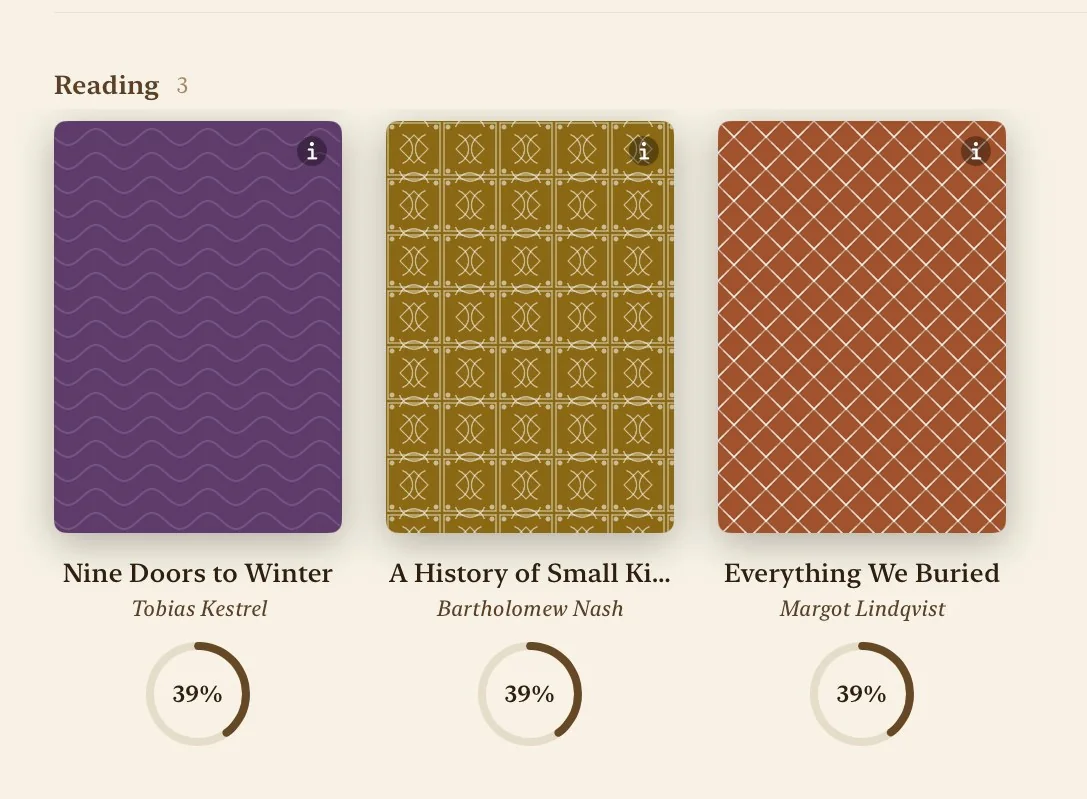 Reading 3
i
i
i
Nine Doors to Winter
A History of Small Ki...
Everything We Buried
Tobias Kestrel
Bartholomew Nash
Margot Lindqvist
39%
39%
39%